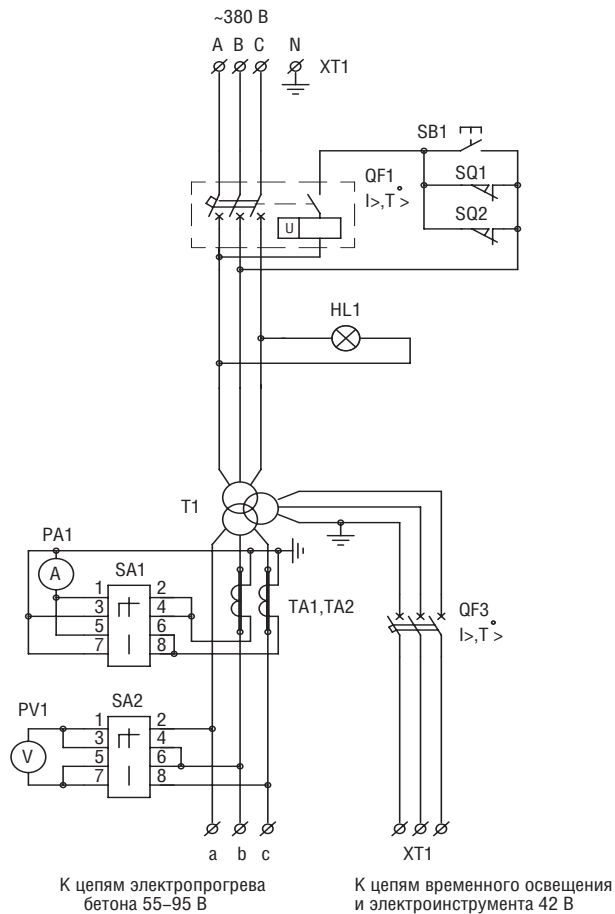 ~380 В
A B C N
XT1
SB1
QF1
I>,T°>
SQ1
SQ2
U
HL1
T1
PA1
A
SA1
1 2
3 4
5 6
7 8
TA1,TA2
QF3
I>,T°>
PV1
V
SA2
1 2
3 4
5 6
7 8
a b c
XT1
К цепям электропрогрева
бетона 55–95 В
К цепям временного освещения
и электроинструмента 42 В